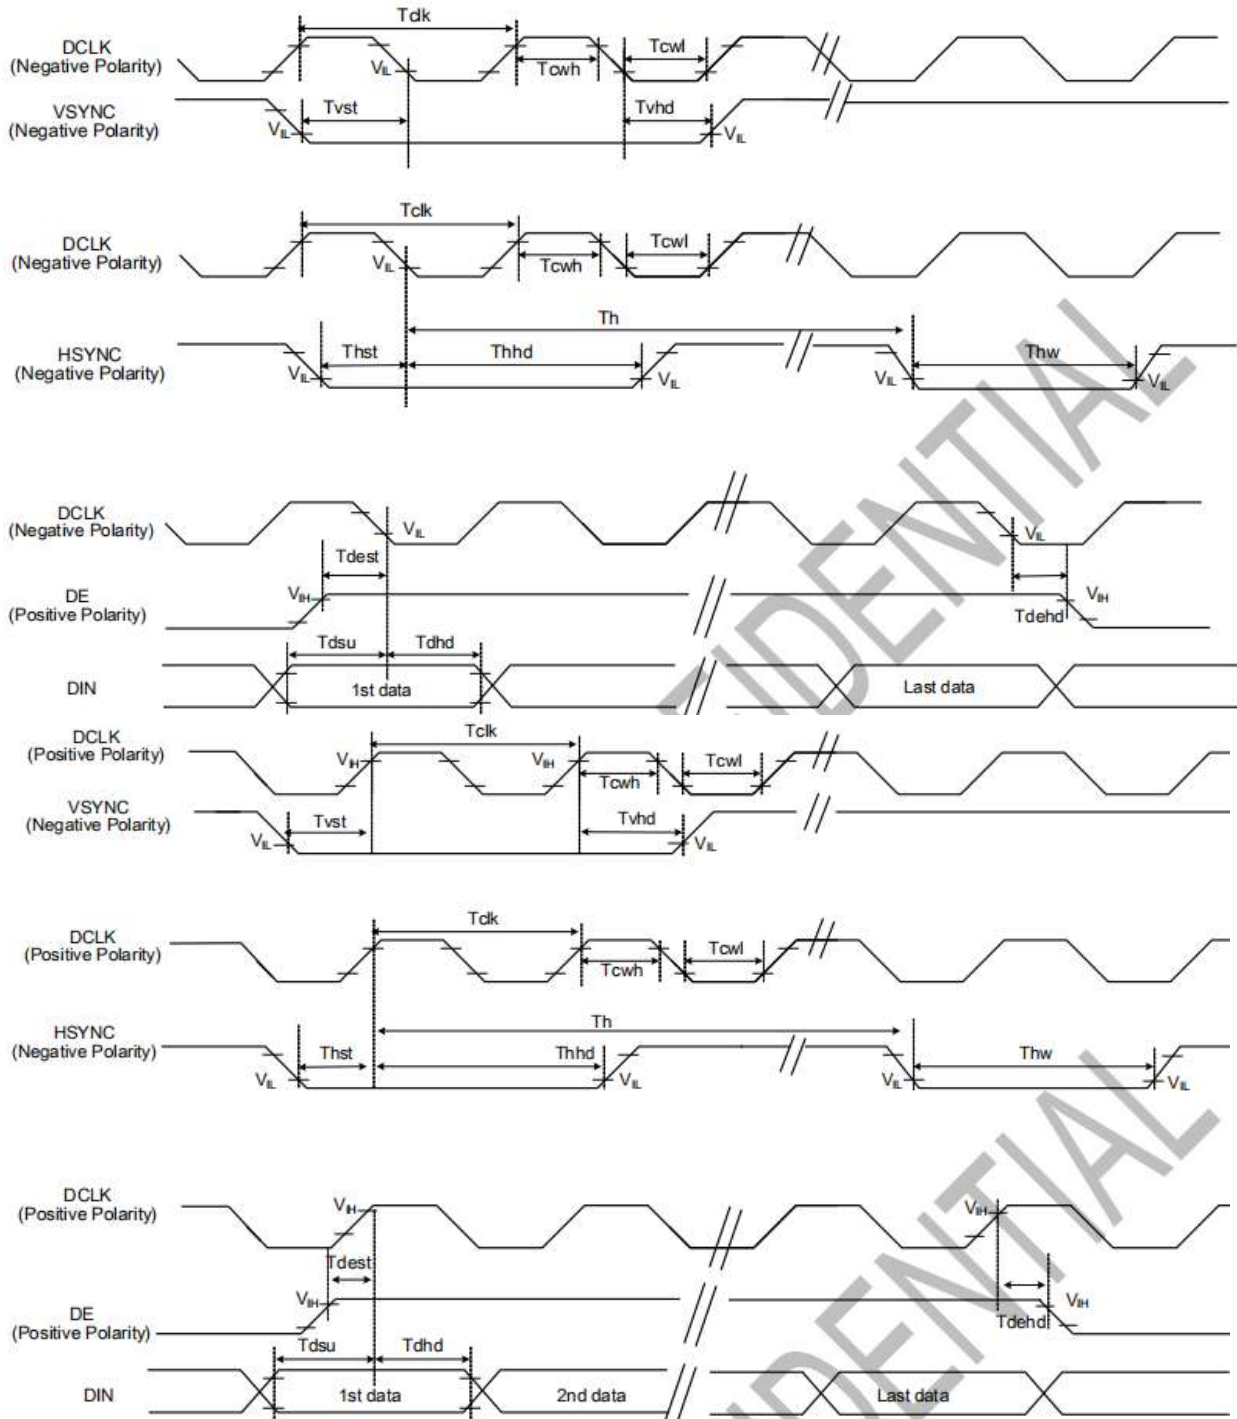 Tclk
DCLK
(Negative Polarity)
Tcwl
VIL
Tcwh
VSYNC
(Negative Polarity)
Tvst
Tvhd
VIL
VIL
Tclk
DCLK
(Negative Polarity)
Tcwl
VIL
Tcwh
Th
HSYNC
(Negative Polarity)
Thst
Thhd
Thw
VIL
VIL
VIL
VIL
DCLK
(Negative Polarity)
VIL
VIL
Tdest
DE
(Positive Polarity)
VIH
VIH
Tdehd
Tdsu
Tdhd
DIN
1st data
Last data
FIDENTIAL
DCLK
(Positive Polarity)
Tclk
VIH
VIH
Tcwl
Tcwh
VSYNC
(Negative Polarity)
Tvst
Tvhd
VIL
VIL
Tclk
DCLK
(Positive Polarity)
Tcwl
Tcwh
Th
HSYNC
(Negative Polarity)
Thst
Thhd
Thw
VIL
VIL
VIL
VIL
DCLK
(Positive Polarity)
VIH
VIH
Tdest
DE
(Positive Polarity)
VIH
VIH
Tdehd
Tdsu
Tdhd
DIN
1st data
2nd data
Last data
FIDENTIAL